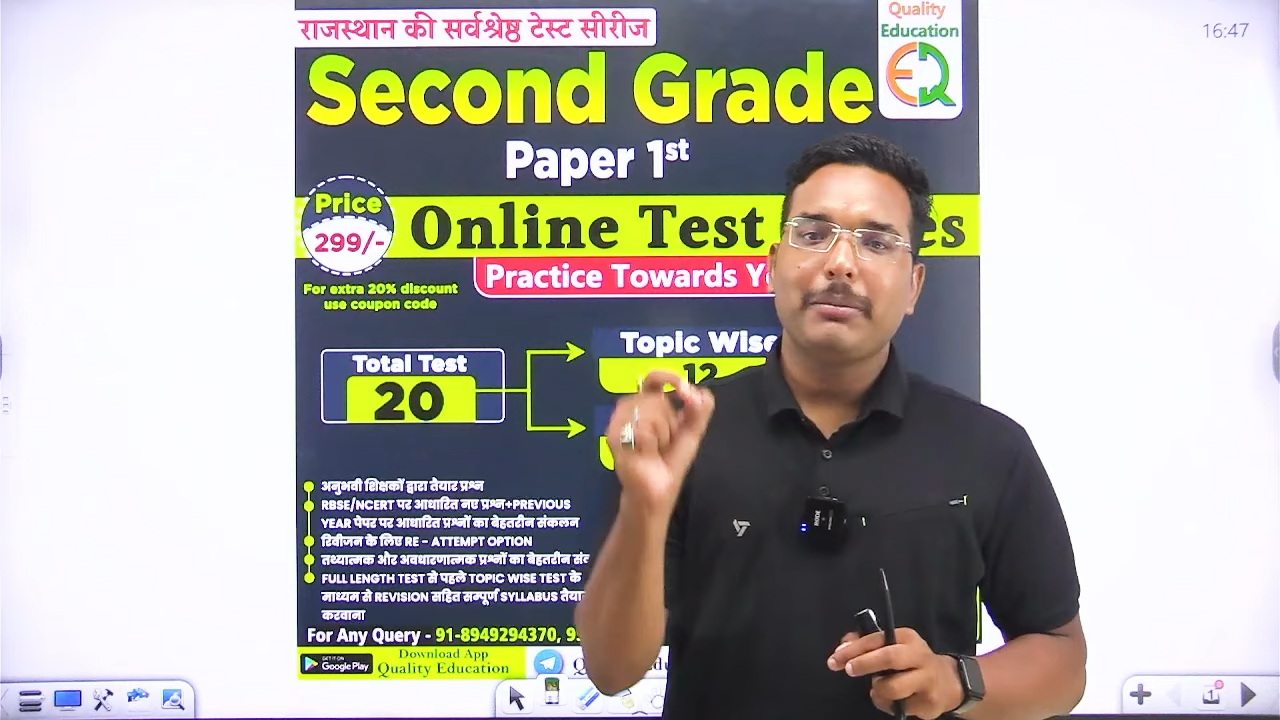 राजस्थान की सर्वश्रेष्ठ टेस्ट सीरीज
Quality
Education
EQ
16:47
Second Grade
Paper 1st
Price
299/-
Online Test
Practice Towards
For extra 20% discount
use coupon code
Total Test
20
Topic Wise
12
अनुभवी शिक्षकों द्वारा तैयार प्रश्न
RBSE/NCERT पर आधारित नए प्रश्न+PREVIOUS
YEAR पेपर पर आधारित प्रश्नों का बेहतरीन संकलन
रिवीजन के लिए RE - ATTEMPT OPTION
तथ्यात्मक और अवधारणात्मक प्रश्नों का बेहतरीन
FULL LENGTH TEST से पहले TOPIC WISE TEST के
माध्यम से REVISION सहित सम्पूर्ण SYLLABUS
करवाना
For Any Query - 91-8949294370,
GET IT ON
Google Play
Download App
Quality Education
MODE
1